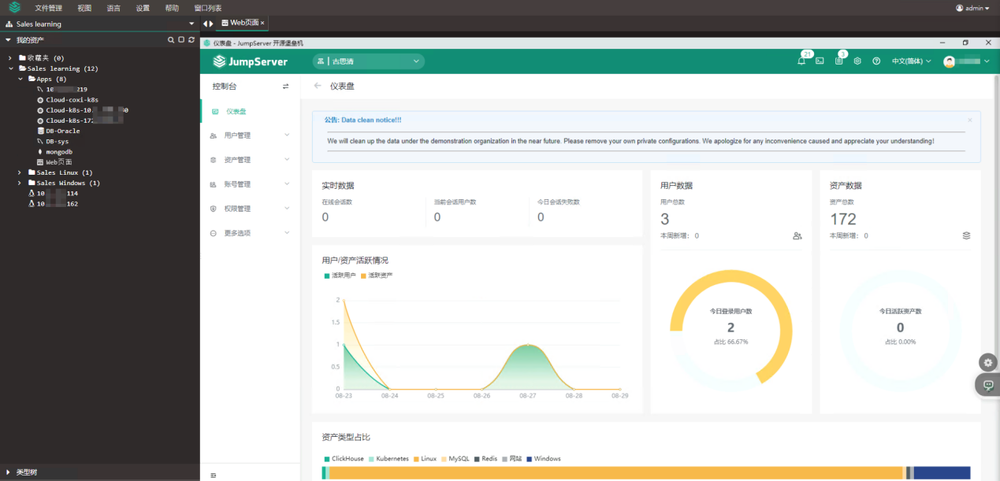 文件管理 视图 语言 设置 帮助 窗口列表 admin
Sales learning
Web页面 ×
我的资产
仪表盘 - JumpServer 开源堡垒机
JumpServer
古思清
21
3
中文(简体)
收藏夹 (0)
Sales learning (12)
Apps (8)
10 219
Cloud-coxi-k8s
Cloud-k8s-10. 0
Cloud-k8s-172
DB-Oracle
DB-sys
mongodb
Web页面
Sales Linux (1)
Sales Windows (1)
10 114
10 162
类型树
控制台
仪表盘
用户管理
资产管理
账号管理
权限管理
更多选项
仪表盘
公告: Data clean notice!!!
We will clean up the data under the demonstration organization in the near future. Please remove your own private configurations. We apologize for any inconvenience caused and appreciate your understanding!
实时数据
在线会话数
0
当前会话用户数
0
今日会话失败数
0
用户数据
用户总数
3
本周新增: 0
今日登录用户数
2
占比 66.67%
资产数据
资产总数
172
本周新增: 0
今日活跃资产数
0
占比 0.00%
用户/资产活跃情况
活跃用户 活跃资产
2
1.5
1
0.5
0
08-23 08-24 08-25 08-26 08-27 08-28 08-29
资产类型占比
ClickHouse Kubernetes Linux MySQL Redis 网站 Windows